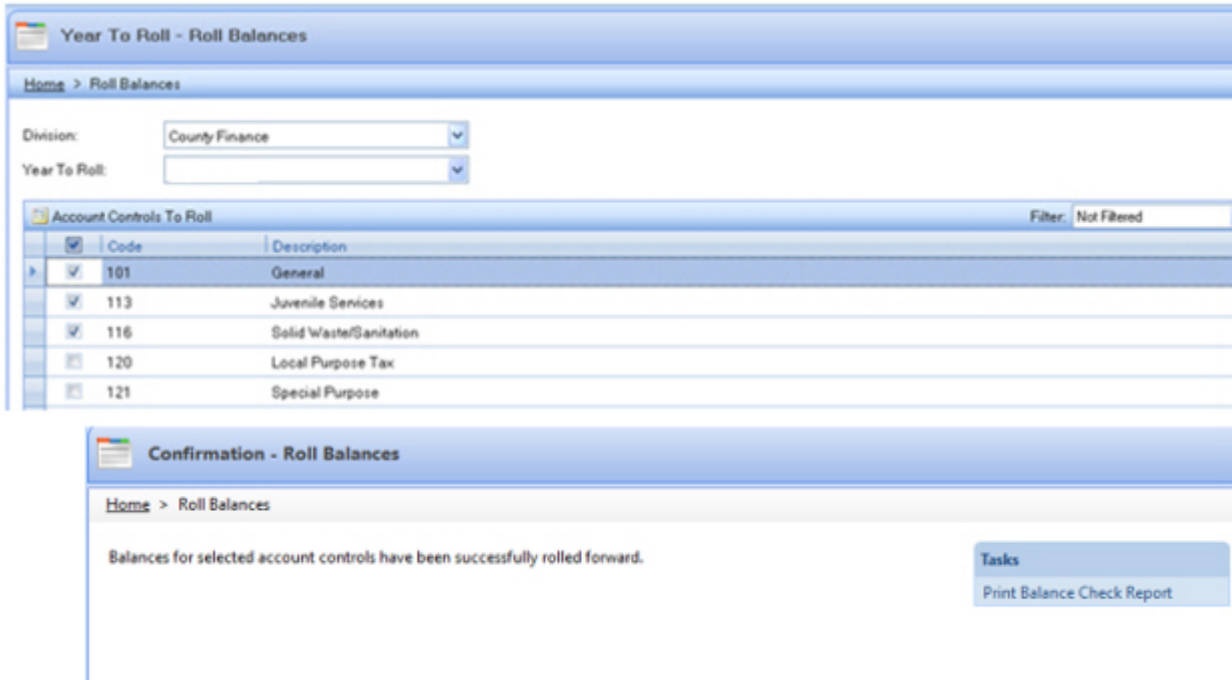 Year To Roll - Roll Balances
Home > Roll Balances
Division: County Finance
Year To Roll:
Account Controls To Roll Filter: Not Filtered
Code Description
101 General
113 Juvenile Services
116 Solid Waste/Sanitation
120 Local Purpose Tax
121 Special Purpose
Confirmation - Roll Balances
Home > Roll Balances
Balances for selected account controls have been successfully rolled forward.
Tasks
Print Balance Check Report